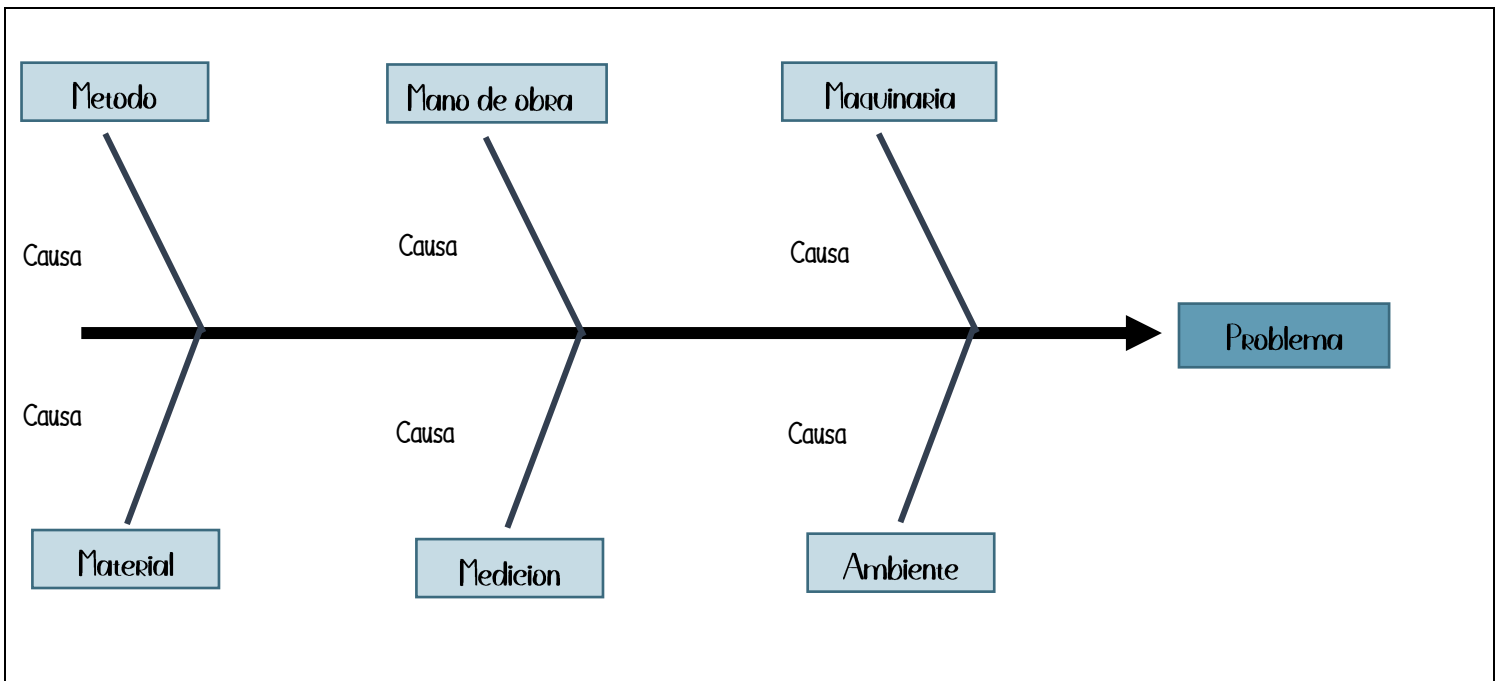 Metodo
Mano de obra
Maquinaria
Causa
Causa
Causa
Problema
Causa
Causa
Causa
Material
Medicion
Ambiente